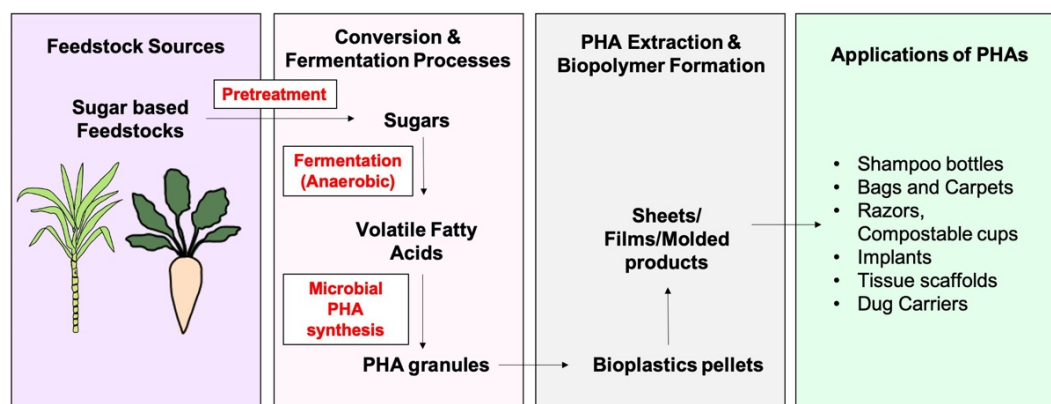 Feedstock Sources
Sugar based
Feedstocks
Pretreatment
Conversion &
Fermentation Processes
Sugars
Fermentation
(Anaerobic)
Volatile Fatty
Acids
Microbial
PHA
synthesis
PHA granules
PHA Extraction &
Biopolymer Formation
Sheets/
Films/Molded
products
Bioplastics pellets
Applications of PHAs
• Shampoo bottles
• Bags and Carpets
• Razors,
Compostable cups
• Implants
• Tissue scaffolds
• Dug Carriers